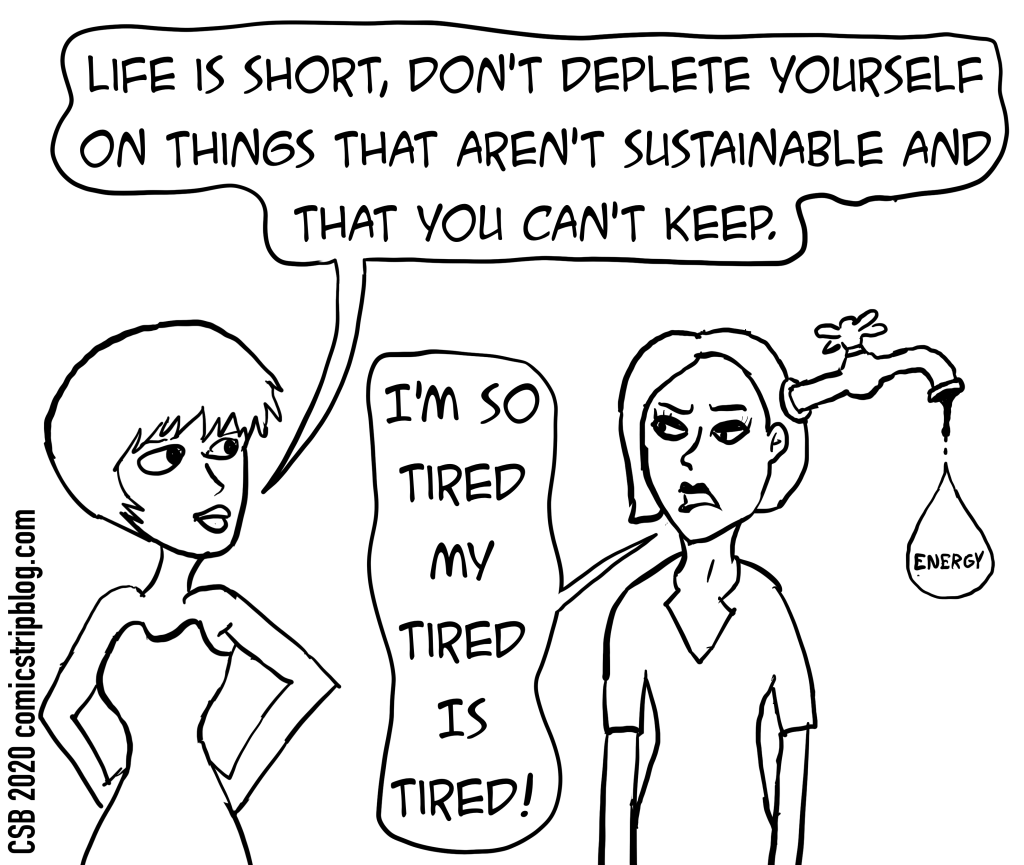 LIFE IS SHORT, DON'T DEPLETE YOURSELF
ON THINGS THAT AREN'T SUSTAINABLE AND
THAT YOU CAN'T KEEP.
I'M SO
TIRED
MY
TIRED
IS
TIRED!
ENERGY
CSB 2020 comicstripblog.com